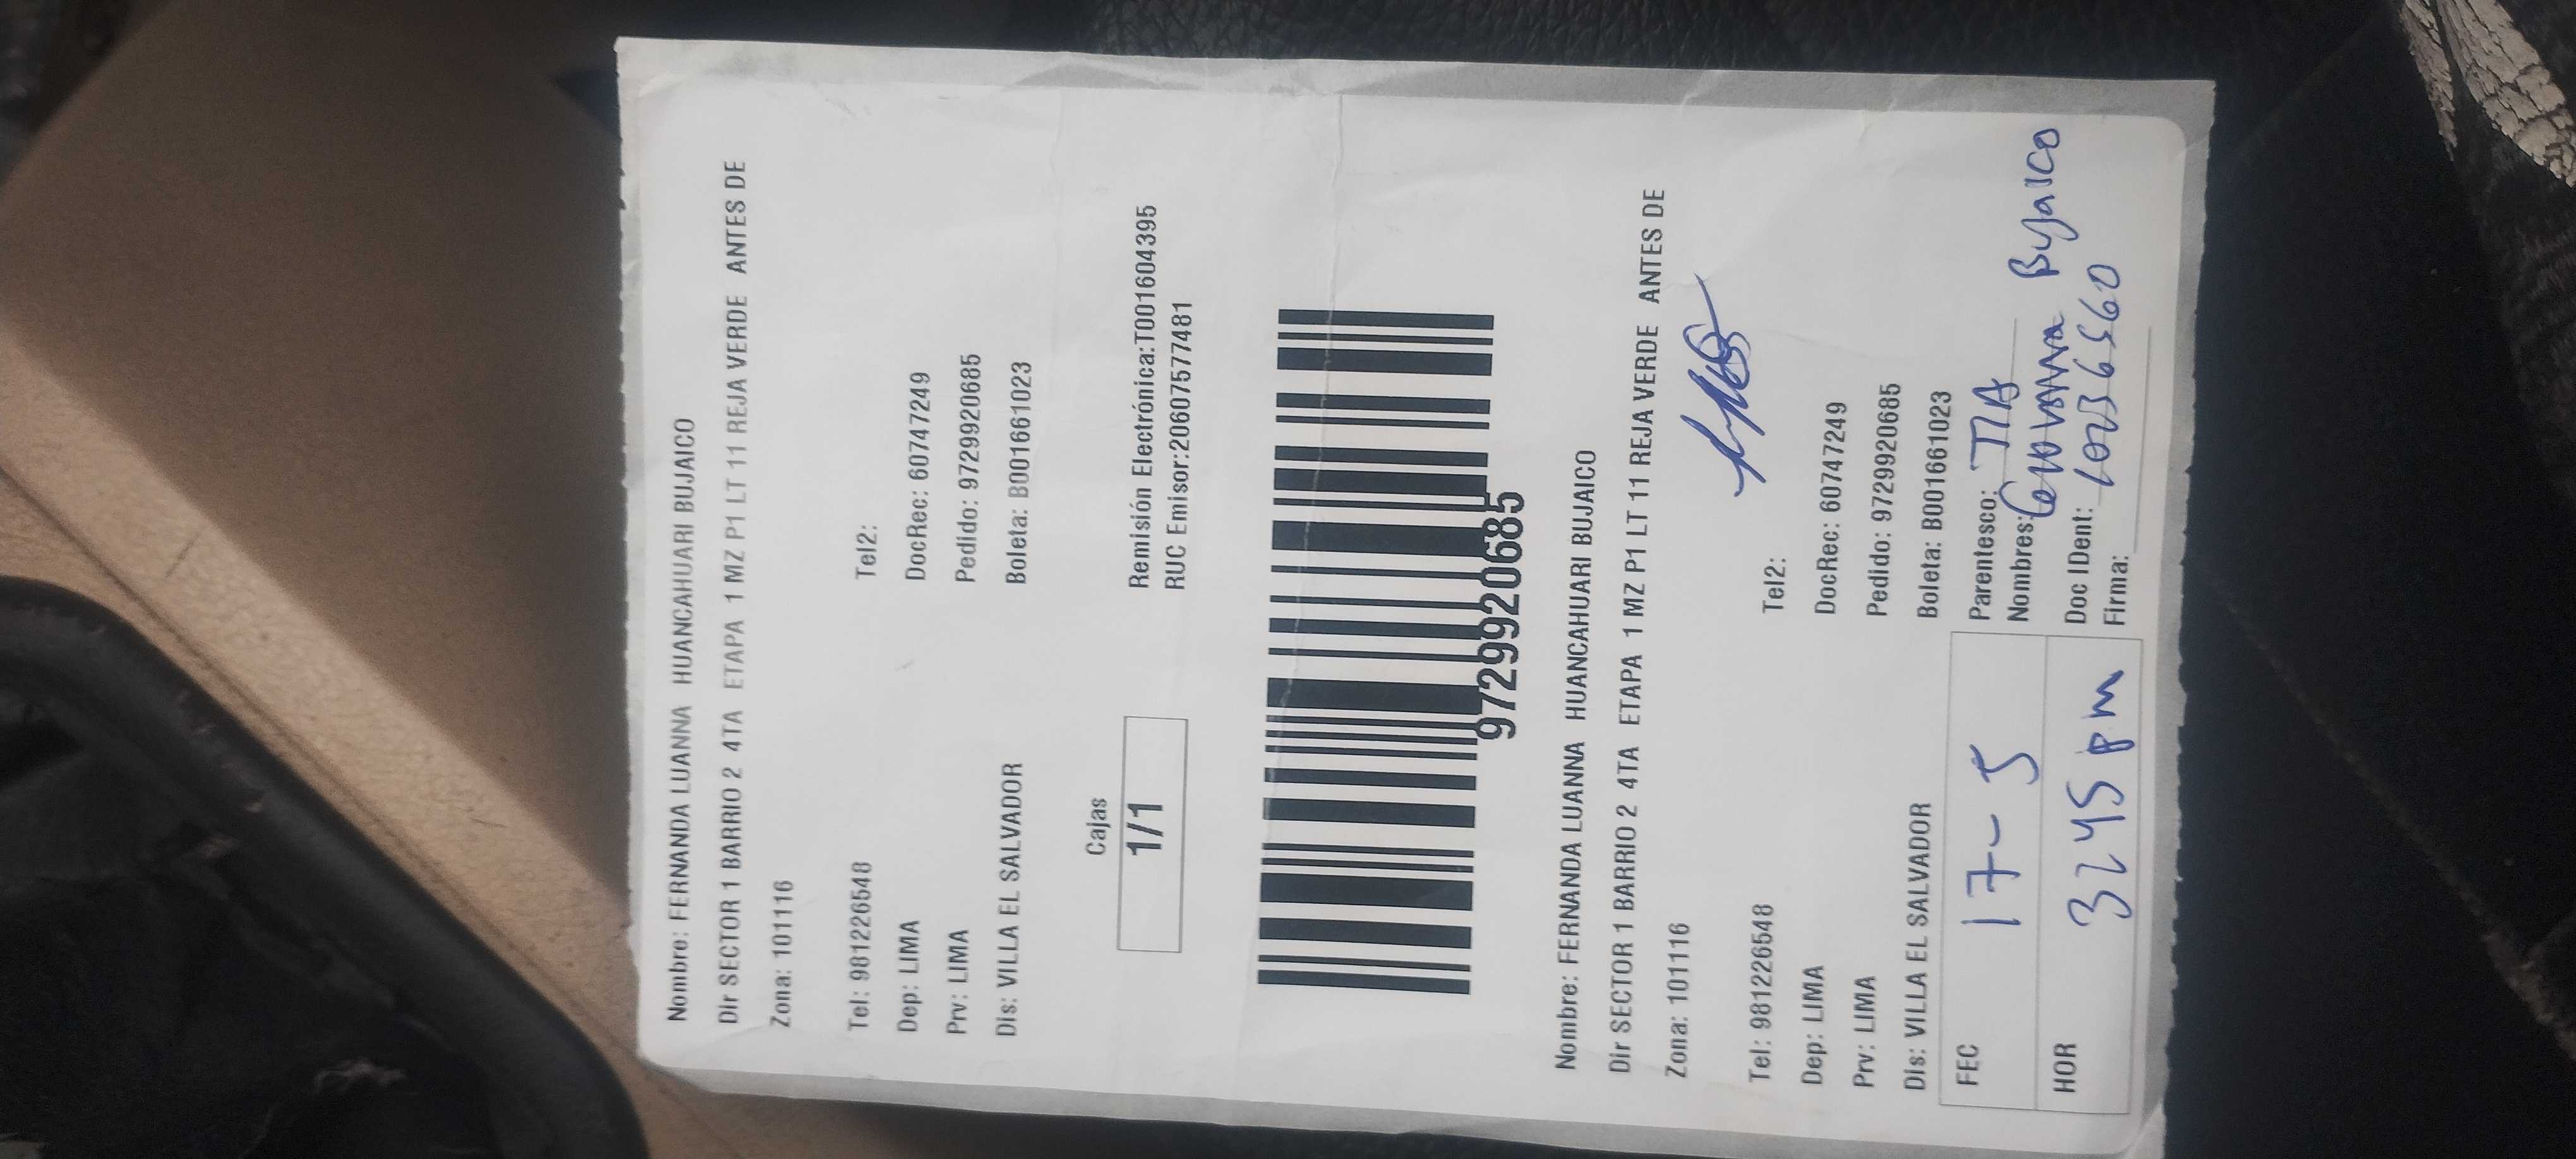 Nombre: FERNANDA LUANNA HUANCAHUARI BUJAICO
Dir SECTOR 1 BARRIO 2 4TA ETAPA 1 MZ P1 LT 11 REJA VERDE ANTES DE
Zona: 101116
Tel: 981226548 Tel2:
Dep: LIMA DocRec: 60747249
Prv: LIMA Pedido: 9729920685
Dis: VILLA EL SALVADOR Boleta: B001661023
Cajas
1/1
Remisión Electrónica:T001604395
RUC Emisor:20607577481
9729920685
Nombre: FERNANDA LUANNA HUANCAHUARI BUJAICO
Dir SECTOR 1 BARRIO 2 4TA ETAPA 1 MZ P1 LT 11 REJA VERDE ANTES DE
Zona: 101116
Tel: 981226548 Tel2:
Dep: LIMA DocRec: 60747249
Prv: LIMA Pedido: 9729920685
Dis: VILLA EL SALVADOR Boleta: B001661023
FEC 17-5
HOR 3:45 pm
Parentesco: TIA
Nombres: Bujaico
Doc IDent:
Firma: